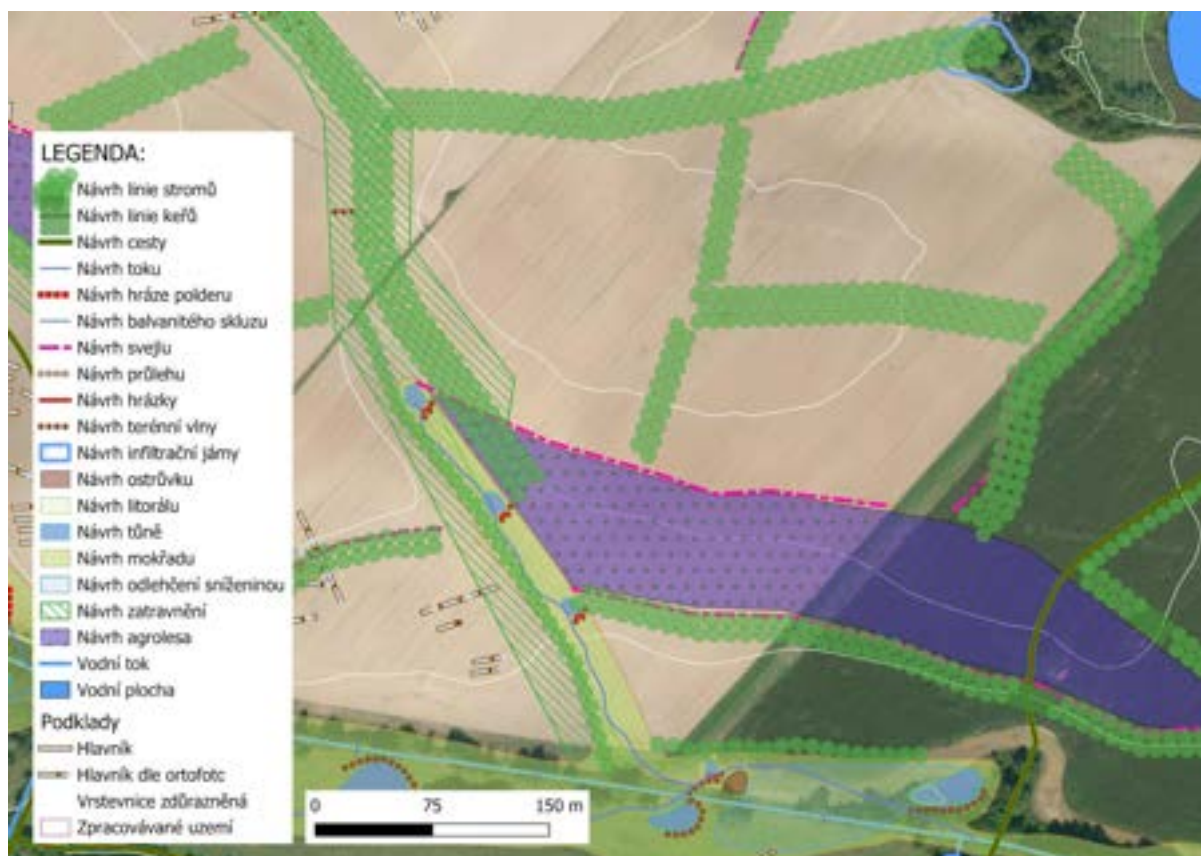 LEGENDA:
Návrh linie stromů
Návrh linie keřů
Návrh cesty
Návrh toku
Návrh hráze polderu
Návrh balvanitého skluzu
Návrh svejlu
Návrh průlehu
Návrh hrázky
Návrh terénní vlny
Návrh infiltrační jámy
Návrh ostrůvku
Návrh litorálu
Návrh tůně
Návrh mokřadu
Návrh odlehčení sníženinou
Návrh zatravnění
Návrh agrolesa
Vodní tok
Vodní plocha
Podklady
Hlavník
Hlavník dle ortofotc
Vrstevnice zdůrazněná
Zpracovávané uzemí
0 75 150 m